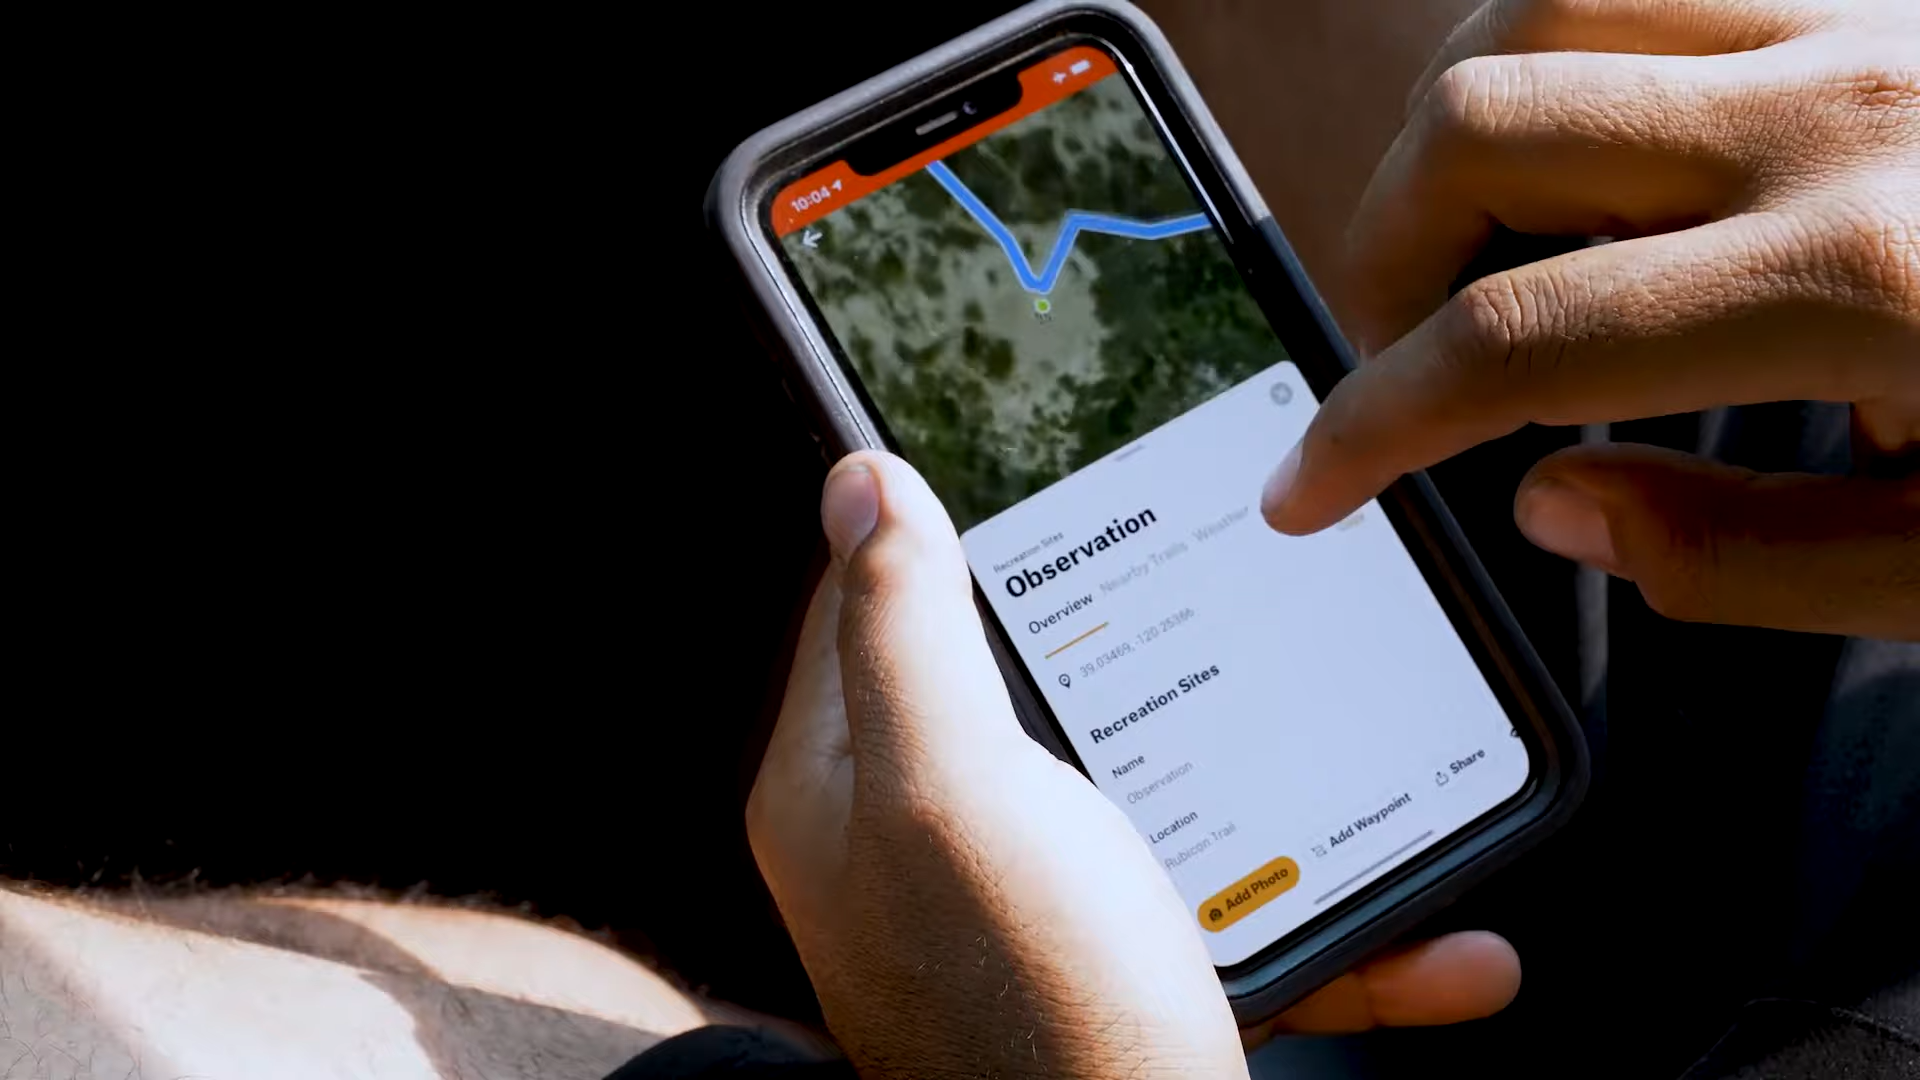 10:04
Recreation Sites
Observation
Overview Nearby Trails Weather
39.03469, -120.25366
Recreation Sites
Name
Observation
Location
Rubicon Trail
Add Photo Add Waypoint Share